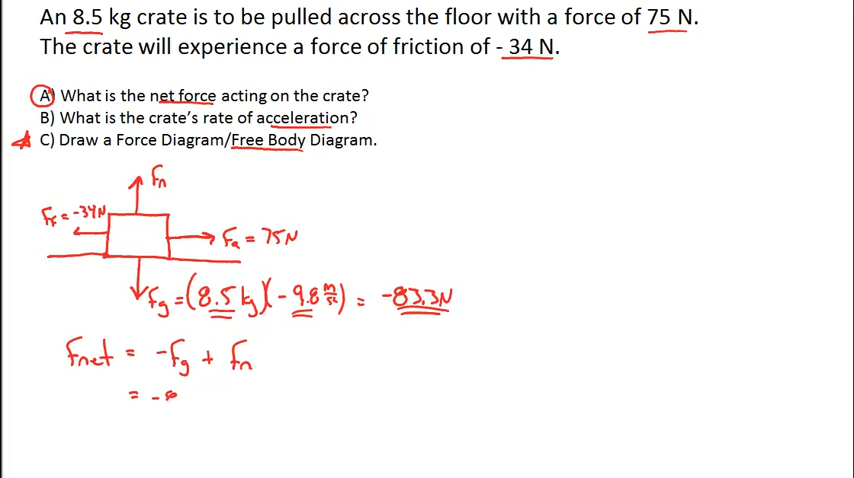 An 8.5 kg crate is to be pulled across the floor with a force of 75 N.
The crate will experience a force of friction of - 34 N.
A) What is the net force acting on the crate?
B) What is the crate's rate of acceleration?
C) Draw a Force Diagram/Free Body Diagram.
Fn
Ff = -34N
Fa = 75N
Fg = (8.5 kg)(-9.8 m/s²) = -83.3N
Fnet = -Fg + Fn
= -8